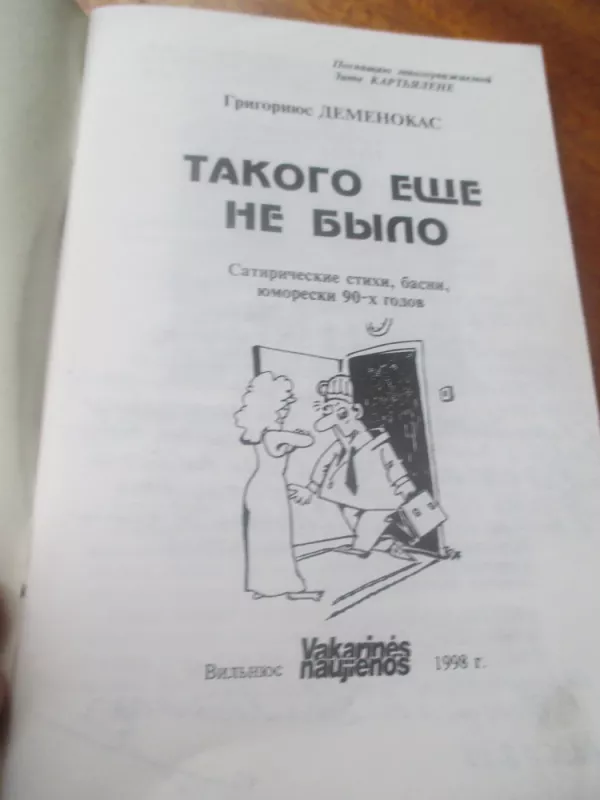 Посвящаю многоуважаемой
Зите КАРТЬЯЛЕНЕ
Григориюс ДЕМЕНОКАС
ТАКОГО ЕЩЕ
НЕ БЫЛО
Сатирические стихи, басни,
юморески 90-х годов
Вильнюс Vakarinės naujienos 1998 г.